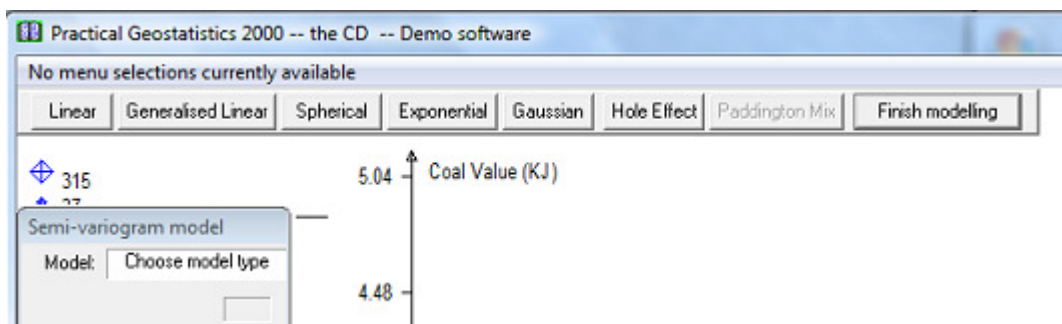 Practical Geostatistics 2000 -- the CD -- Demo software
No menu selections currently available
Linear Generalised Linear Spherical Exponential Gaussian Hole Effect Paddington Mix Finish modelling
315
5.04 Coal Value (KJ)
Semi-variogram model
Model: Choose model type
4.48